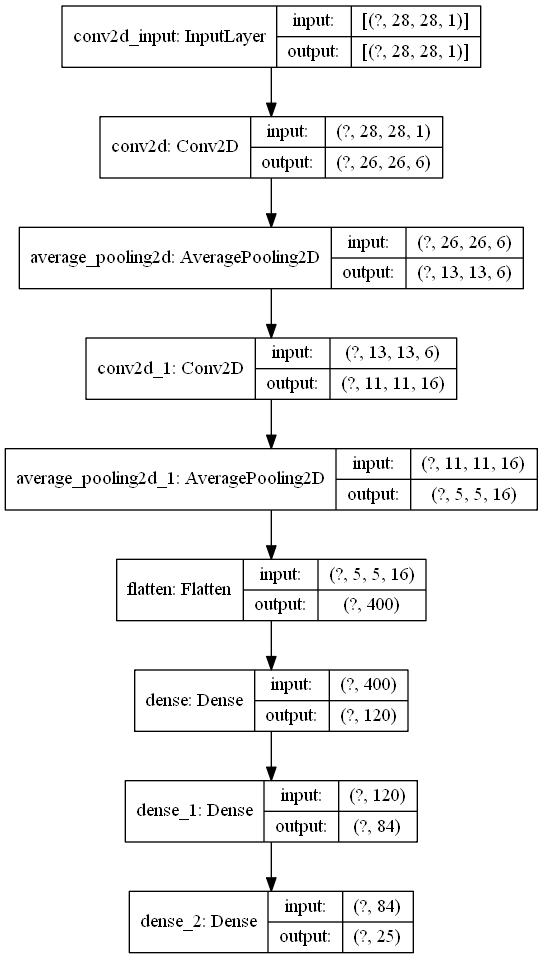 conv2d_input: InputLayer
input: [(?, 28, 28, 1)]
output: [(?, 28, 28, 1)]
conv2d: Conv2D
input: (?, 28, 28, 1)
output: (?, 26, 26, 6)
average_pooling2d: AveragePooling2D
input: (?, 26, 26, 6)
output: (?, 13, 13, 6)
conv2d_1: Conv2D
input: (?, 13, 13, 6)
output: (?, 11, 11, 16)
average_pooling2d_1: AveragePooling2D
input: (?, 11, 11, 16)
output: (?, 5, 5, 16)
flatten: Flatten
input: (?, 5, 5, 16)
output: (?, 400)
dense: Dense
input: (?, 400)
output: (?, 120)
dense_1: Dense
input: (?, 120)
output: (?, 84)
dense_2: Dense
input: (?, 84)
output: (?, 25)